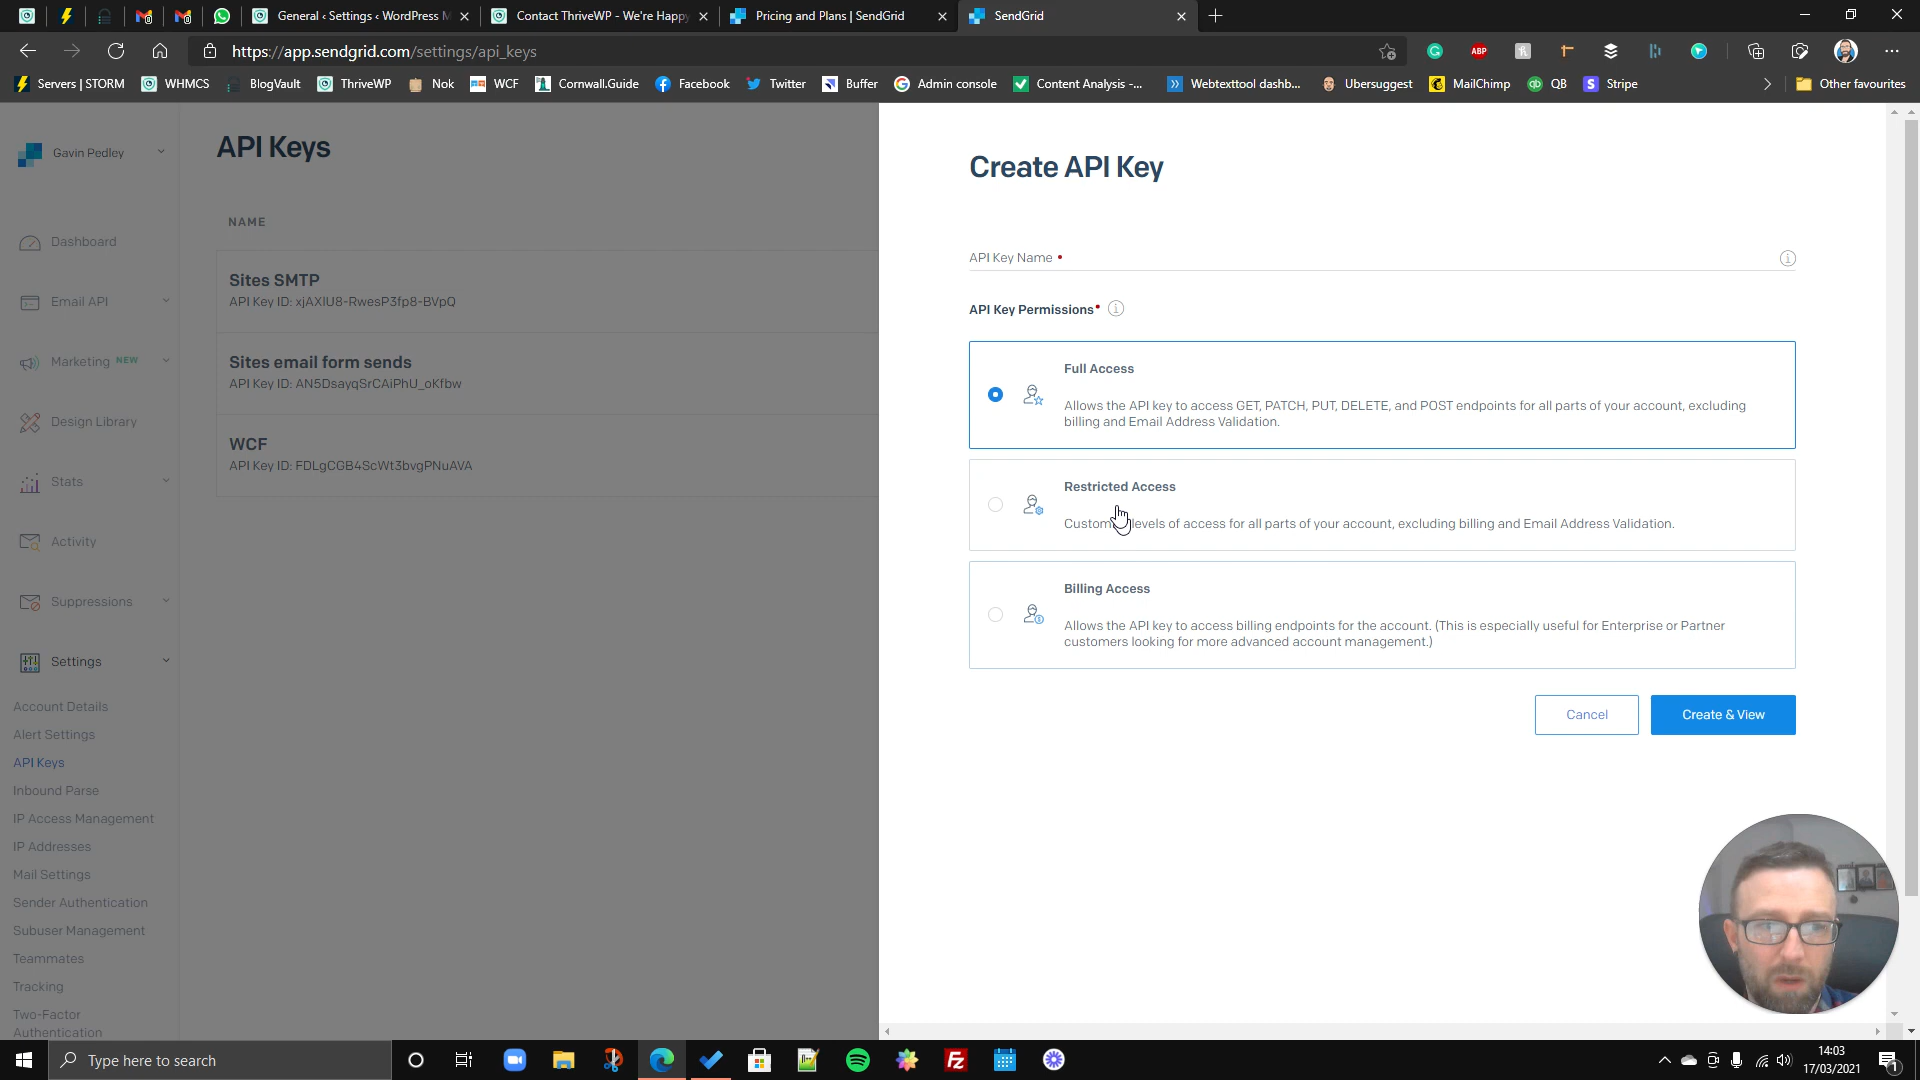 General ‹ Settings ‹ WordPress M
Contact ThriveWP - We're Happy
Pricing and Plans | SendGrid
SendGrid
https://app.sendgrid.com/settings/api_keys
ABP
Servers | STORM
WHMCS
BlogVault
ThriveWP
Nok
WCF
Cornwall.Guide
Facebook
Twitter
Buffer
Admin console
Content Analysis -...
Webtexttool dashb...
Ubersuggest
MailChimp
QB
Stripe
Other favourites
Gavin Pedley
Dashboard
Email API
Marketing NEW
Design Library
Stats
Activity
Suppressions
Settings
Account Details
Alert Settings
API Keys
Inbound Parse
IP Access Management
IP Addresses
Mail Settings
Sender Authentication
Subuser Management
Teammates
Tracking
Two-Factor
Authentication
API Keys
NAME
Sites SMTP
API Key ID: xjAXIU8-RwesP3fp8-BVpQ
Sites email form sends
API Key ID: AN5DsayqSrCAiPhU_oKfbw
WCF
API Key ID: FDLgCGB4ScWt3bvgPNuAVA
Create API Key
API Key Name •
API Key Permissions•
Full Access
Allows the API key to access GET, PATCH, PUT, DELETE, and POST endpoints for all parts of your account, excluding
billing and Email Address Validation.
Restricted Access
levels of access for all parts of your account, excluding billing and Email Address Validation.
Billing Access
Allows the API key to access billing endpoints for the account. (This is especially useful for Enterprise or Partner
customers looking for more advanced account management.)
Cancel
Create & View
Type here to search
14:03
17/03/2021
1